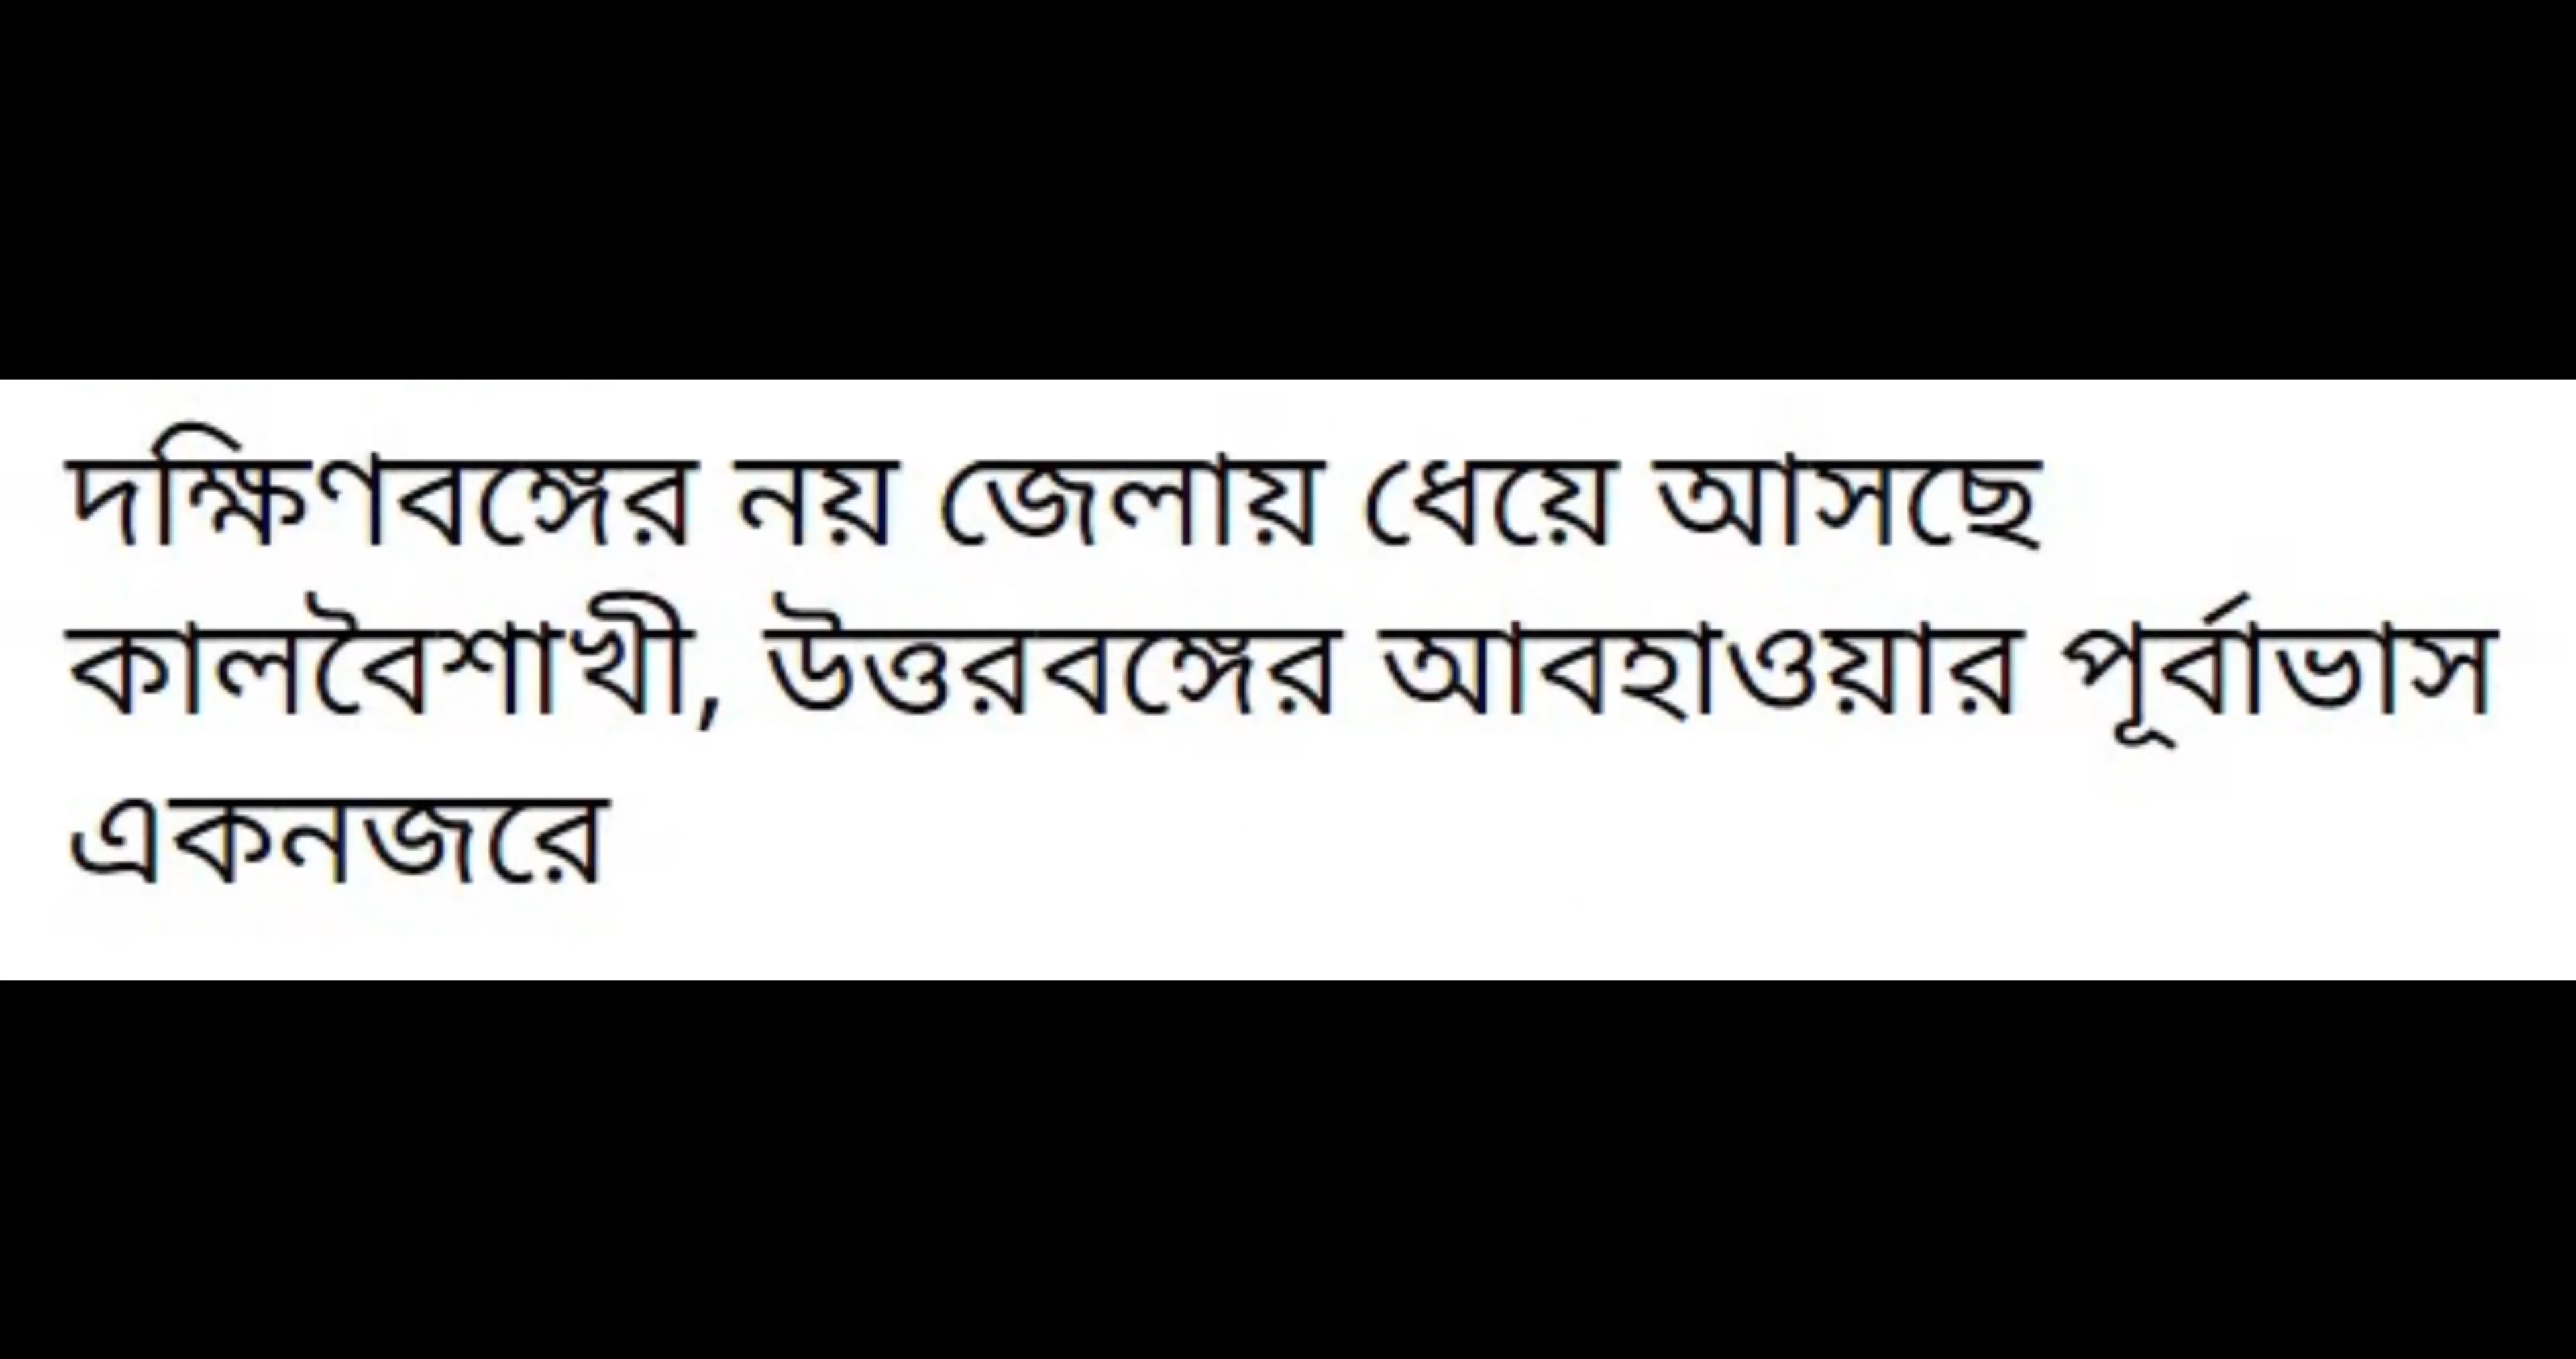 দক্ষিণবঙ্গের নয় জেলায় ধেয়ে আসছে
কালবৈশাখী, উত্তরবঙ্গের আবহাওয়ার পূর্বাভাস
একনজরে